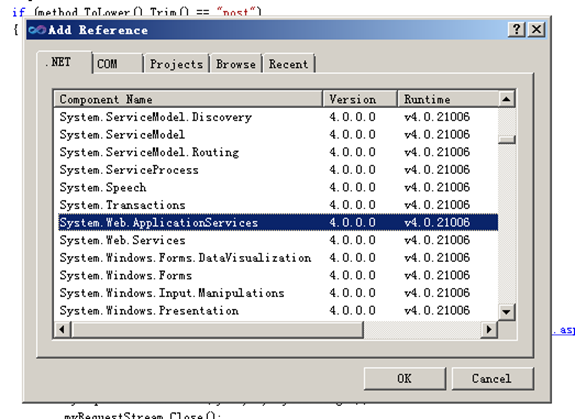 if (method.ToLower().Trim() == "post")
{
Add Reference
.NET COM Projects Browse Recent
Component Name Version Runtime
System.ServiceModel.Discovery 4.0.0.0 v4.0.21006
System.ServiceModel 4.0.0.0 v4.0.21006
System.ServiceModel.Routing 4.0.0.0 v4.0.21006
System.ServiceProcess 4.0.0.0 v4.0.21006
System.Speech 4.0.0.0 v4.0.21006
System.Transactions 4.0.0.0 v4.0.21006
System.Web.ApplicationServices 4.0.0.0 v4.0.21006
System.Web.Services 4.0.0.0 v4.0.21006
System.Windows.Forms.DataVisualization 4.0.0.0 v4.0.21006
System.Windows.Forms 4.0.0.0 v4.0.21006
System.Windows.Input.Manipulations 4.0.0.0 v4.0.21006
System.Windows.Presentation 4.0.0.0 v4.0.21006
.asp
OK Cancel
myRequestStream.Close();